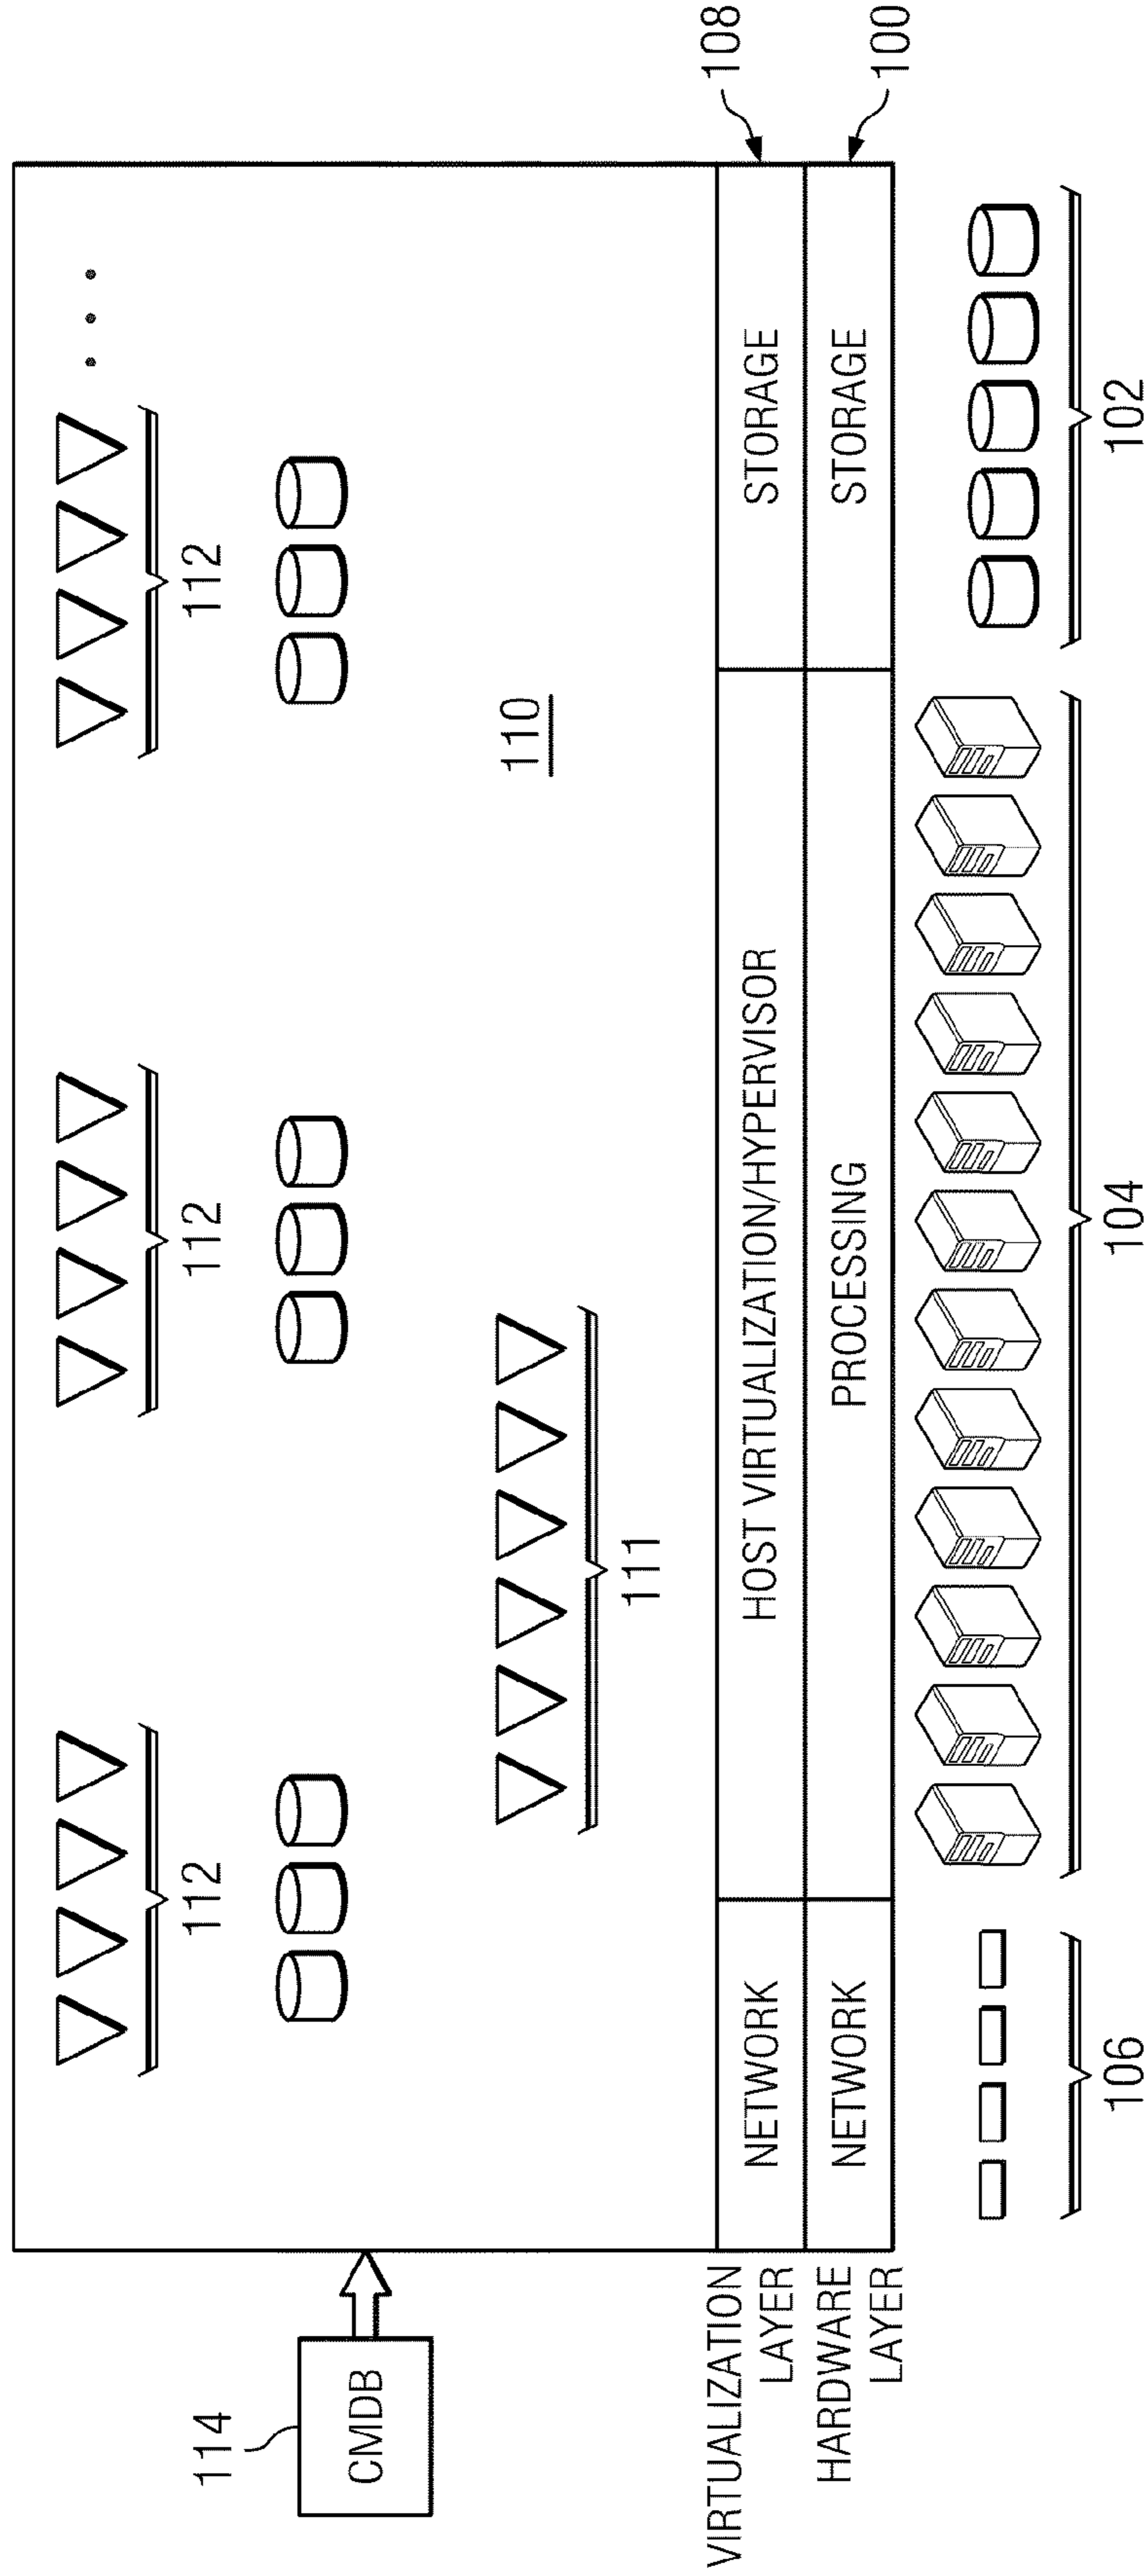 112
112
112
. . .
114
CMDB
110
111
VIRTUALIZATION
LAYER
NETWORK
HOST VIRTUALIZATION/HYPERVISOR
STORAGE
108
HARDWARE
LAYER
NETWORK
PROCESSING
STORAGE
100
106
104
102